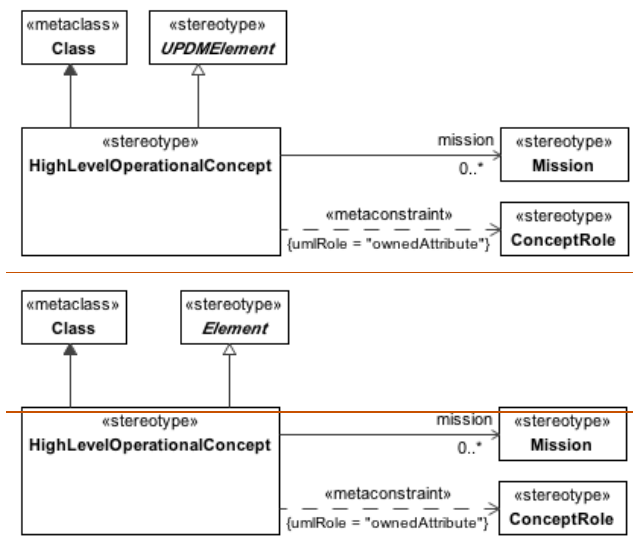 «metaclass»
Class
«stereotype»
UPDMElement
«stereotype»
HighLevelOperationalConcept
mission
0..*
«stereotype»
Mission
«metaconstraint»
{umlRole = "ownedAttribute"}
«stereotype»
ConceptRole
«metaclass»
Class
«stereotype»
Element
«stereotype»
HighLevelOperationalConcept
mission
0..*
«stereotype»
Mission
«metaconstraint»
{umlRole = "ownedAttribute"}
«stereotype»
ConceptRole